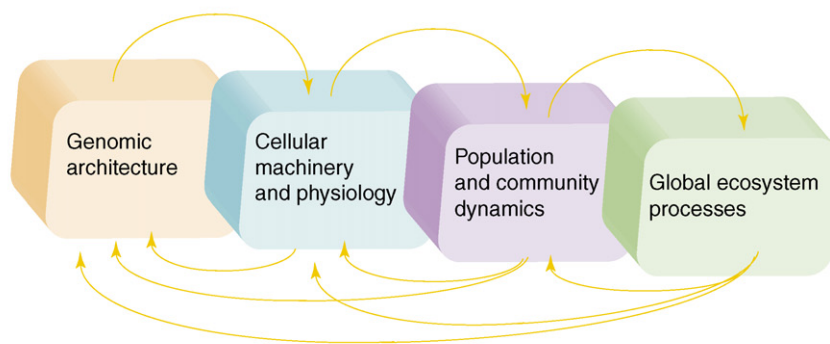 Genomic
architecture
Cellular
machinery
and physiology
Population
and community
dynamics
Global ecosystem
processes